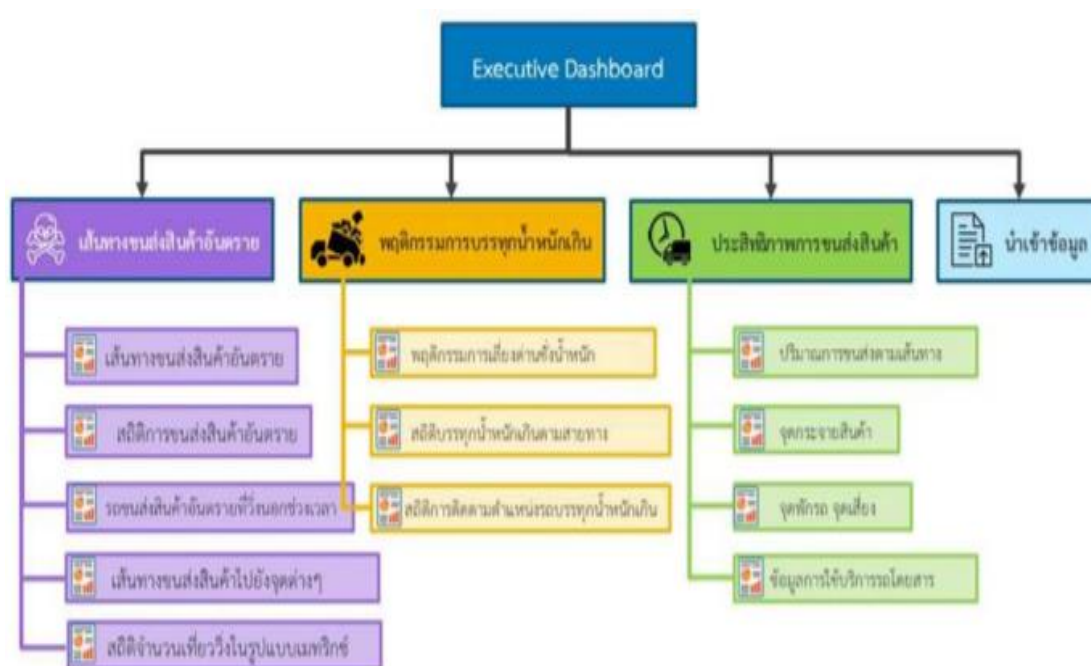 Executive Dashboard
เส้นทางขนส่งสินค้าอันตราย
พฤติกรรมการบรรทุกน้ำหนักเกิน
ประสิทธิภาพการขนส่งสินค้า
นำเข้าข้อมูล
เส้นทางขนส่งสินค้าอันตราย
สถิติการขนส่งสินค้าอันตราย
รถขนส่งสินค้าอันตรายที่วิ่งนอกช่วงเวลา
เส้นทางขนส่งสินค้าไปยังจุดต่างๆ
สถิติจำนวนเที่ยววิ่งในรูปแบบเมทริกซ์
พฤติกรรมการเลี่ยงด่านชั่งน้ำหนัก
สถิติบรรทุกน้ำหนักเกินตามสายทาง
สถิติการติดตามตำแหน่งรถบรรทุกน้ำหนักเกิน
ปริมาณการขนส่งตามเส้นทาง
จุดกระจายสินค้า
จุดพักรถ จุดเสี่ยง
ข้อมูลการใช้บริการรถโดยสาร